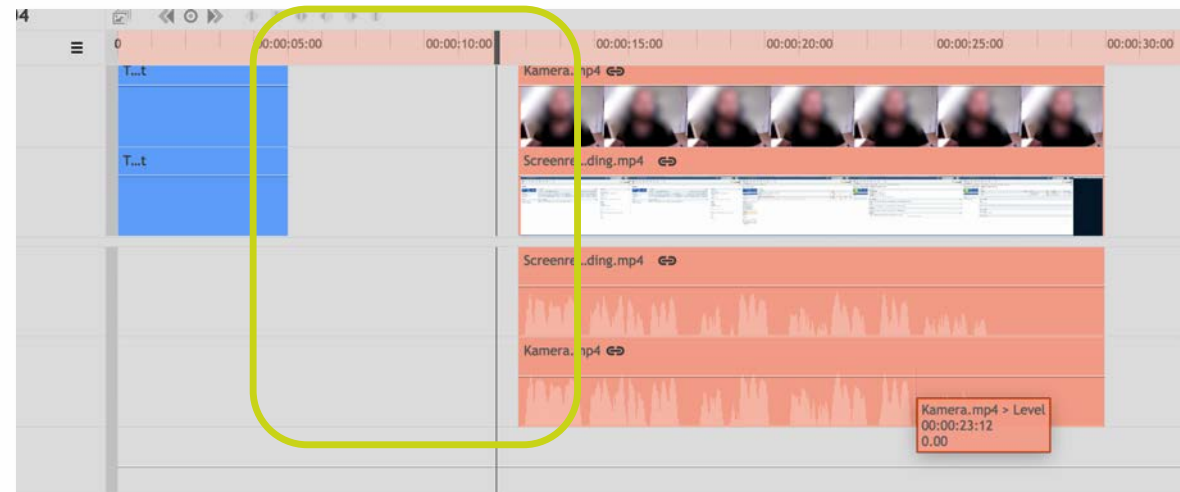 04
0 00:00:05:00 00:00:10:00 00:00:15:00 00:00:20:00 00:00:25:00 00:00:30:00
T...t Kamera.mp4
T...t Screenre...ding.mp4
Screenre...ding.mp4
Kamera.mp4
Kamera.mp4 > Level
00:00:23:12
0.00